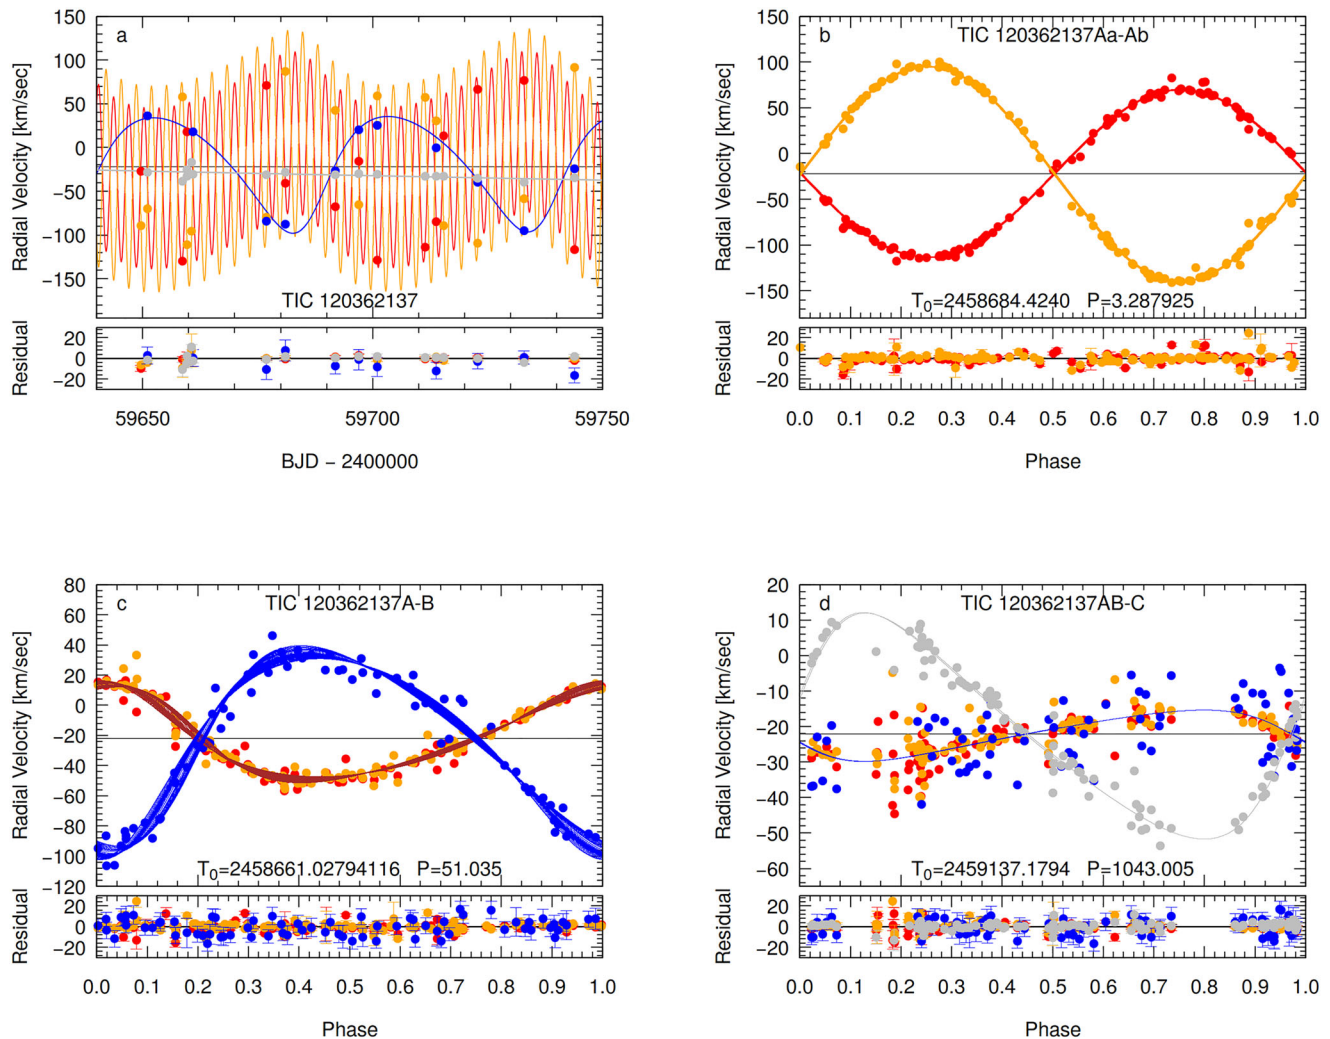 150
100
50
0
−50
−100
−150
Radial Velocity [km/sec]
a
TIC 120362137
20
0
−20
Residual
59650
59700
59750
BJD − 2400000
150
100
50
0
−50
−100
−150
Radial Velocity [km/sec]
b
TIC 120362137Aa-Ab
T0=2458684.4240 P=3.287925
20
0
−20
Residual
0.0 0.1 0.2 0.3 0.4 0.5 0.6 0.7 0.8 0.9 1.0
Phase
80
60
40
20
0
−20
−40
−60
−80
−100
−120
Radial Velocity [km/sec]
c
TIC 120362137A-B
T0=2458661.02794116 P=51.035
20
0
−20
Residual
0.0 0.1 0.2 0.3 0.4 0.5 0.6 0.7 0.8 0.9 1.0
Phase
20
10
0
−10
−20
−30
−40
−50
−60
Radial Velocity [km/sec]
d
TIC 120362137AB-C
T0=2459137.1794 P=1043.005
20
0
−20
Residual
0.0 0.1 0.2 0.3 0.4 0.5 0.6 0.7 0.8 0.9 1.0
Phase